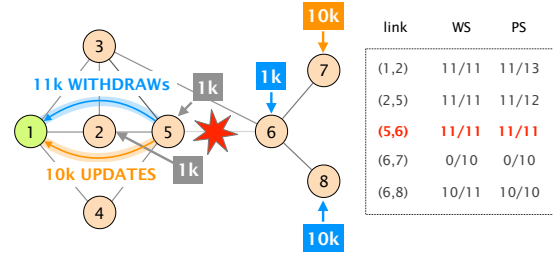 10k
3
7
11k WITHDRAWs
1k
1k
1
2
5
6
10k UPDATES
1k
8
4
10k
link WS PS
(1,2) 11/11 11/13
(2,5) 11/11 11/12
(5,6) 11/11 11/11
(6,7) 0/10 0/10
(6,8) 10/11 10/10